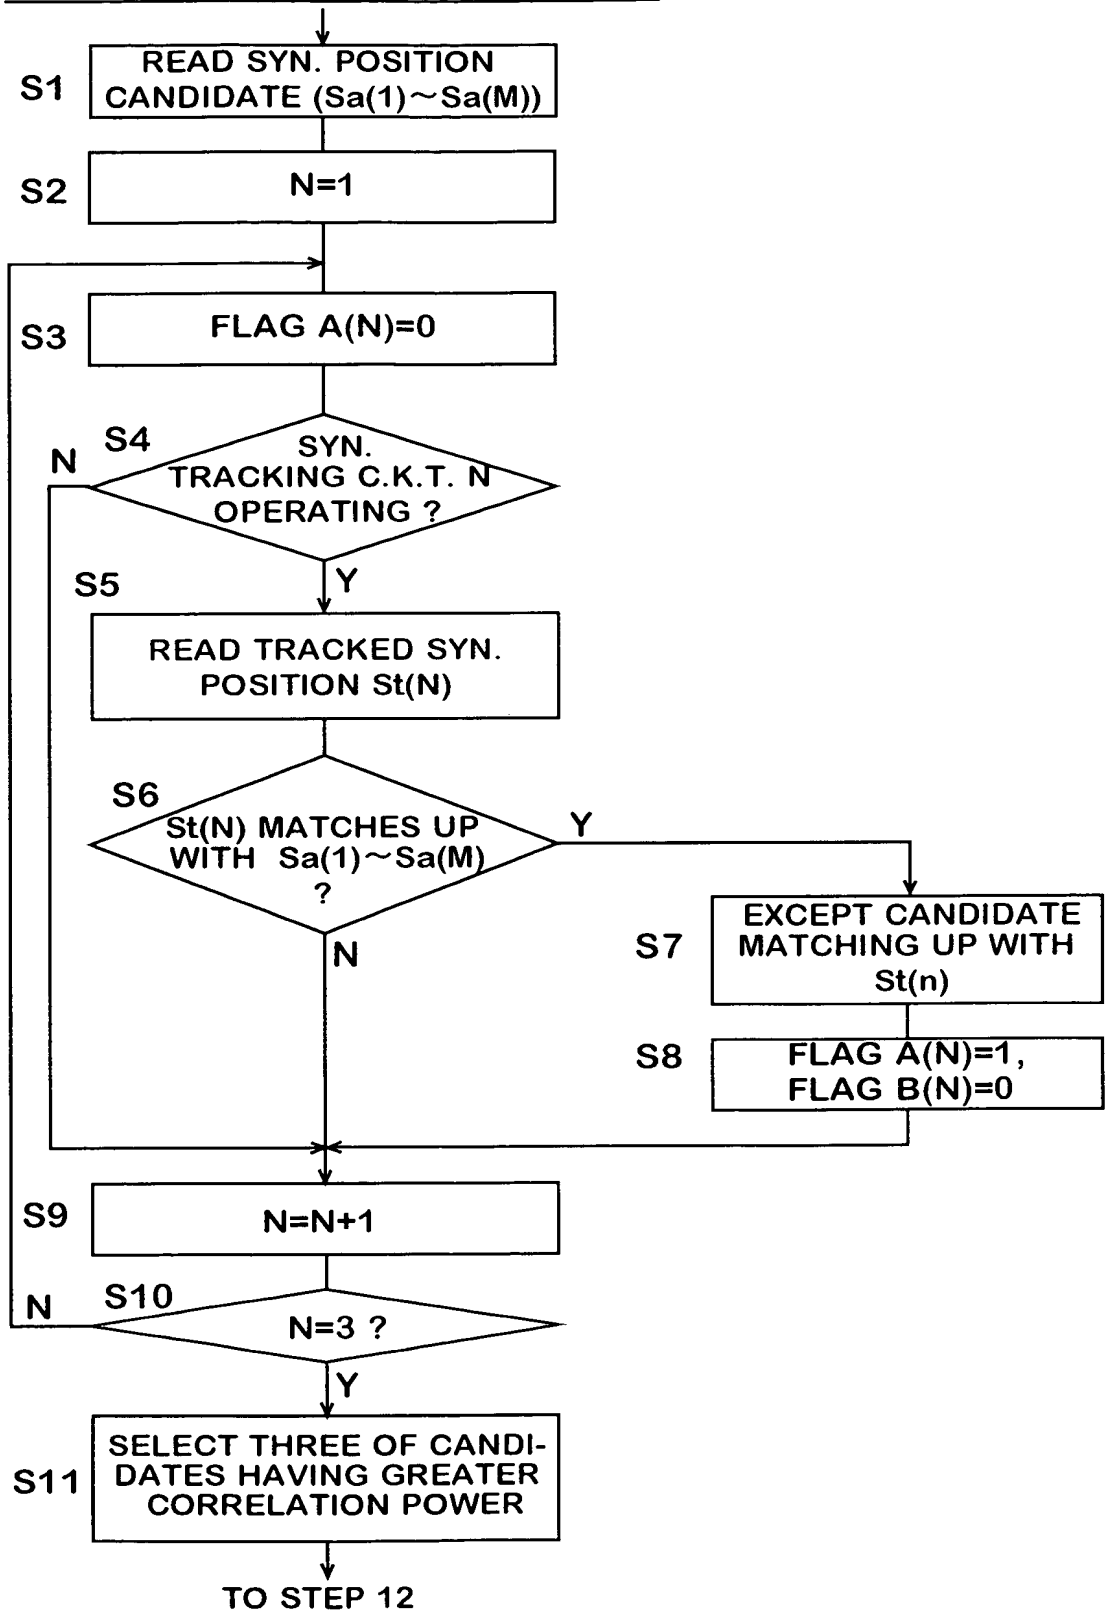 S1
READ SYN. POSITION
CANDIDATE (Sa(1)~Sa(M))
S2
N=1
S3
FLAG A(N)=0
S4
N
SYN.
TRACKING C.K.T. N
OPERATING ?
Y
S5
READ TRACKED SYN.
POSITION St(N)
S6
St(N) MATCHES UP
WITH Sa(1)~Sa(M)
?
Y
N
S7
EXCEPT CANDIDATE
MATCHING UP WITH
St(n)
S8
FLAG A(N)=1,
FLAG B(N)=0
S9
N=N+1
S10
N
N=3 ?
Y
S11
SELECT THREE OF CANDI-
DATES HAVING GREATER
CORRELATION POWER
TO STEP 12